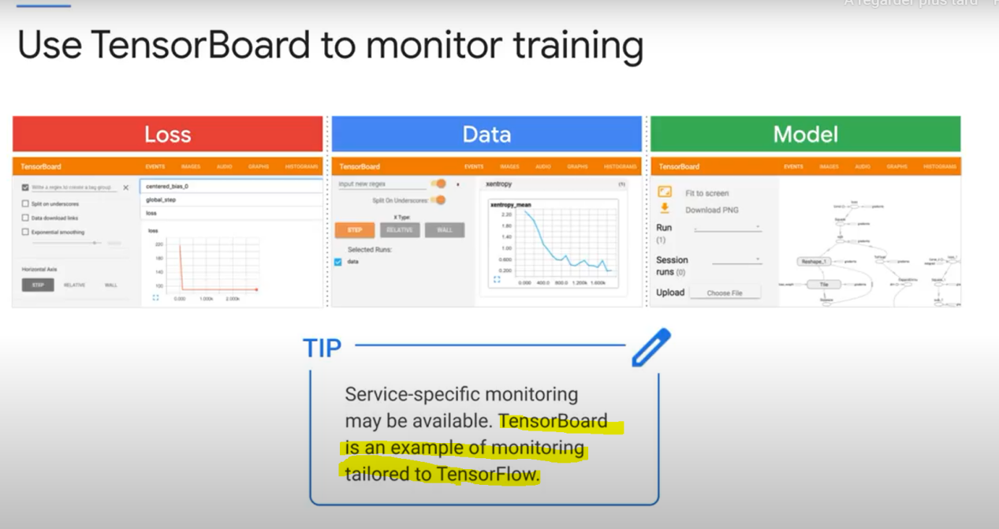 A regarder plus tard
Use TensorBoard to monitor training
Loss
TensorBoard EVENTS IMAGES AUDIO GRAPHS HISTOGRAMS
Write a regex to create a tag group
Split on underscores
Data download links
Exponential smoothing
Horizontal Axis
STEP RELATIVE WALL
centered_bias_0
global_step
loss
loss
220
180
140
100
0.000 1.000k 2.000k
Data
TensorBoard EVENTS IMAGES AUDIO GRAPHS HISTOGRAMS
input new regex
Split On Underscores:
X Type:
STEP RELATIVE WALL
Selected Runs:
data
xentropy (1)
xentropy_mean
2.20
1.80
1.40
1.00
0.600
0.200
0.000 400.0 800.0 1.200k 1.600k
Model
TensorBoard EVENTS IMAGES AUDIO GRAPHS HISTOGRAMS
Fit to screen
Download PNG
Run
(1)
Session
runs (0)
Upload Choose File
Reshape_1
Tile
TIP
Service-specific monitoring
may be available. TensorBoard
is an example of monitoring
tailored to TensorFlow.